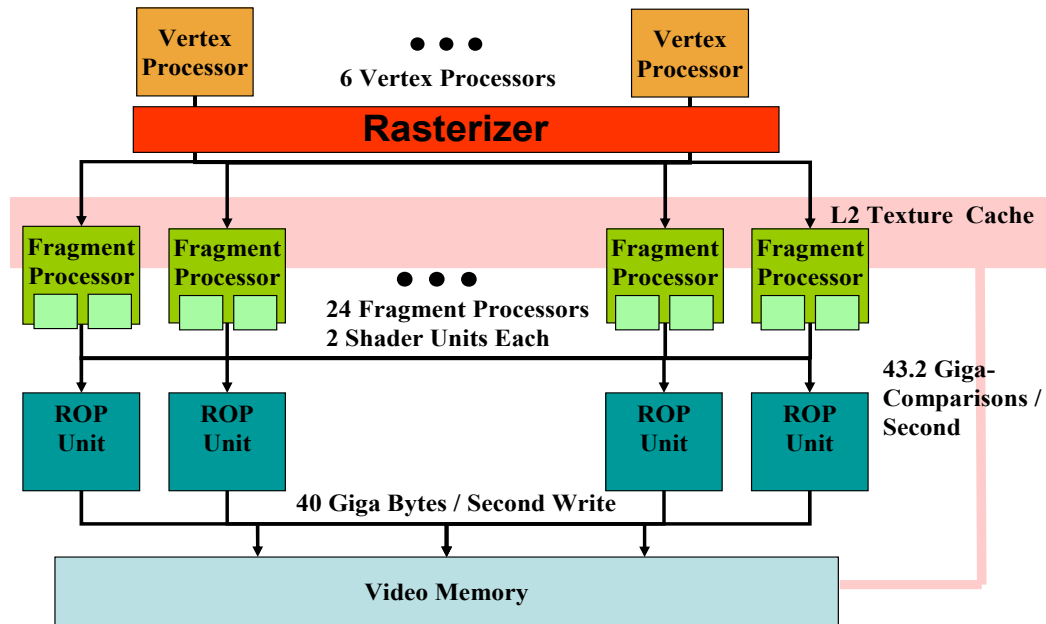 Vertex
Processor
Vertex
Processor
6 Vertex Processors
Rasterizer
L2 Texture Cache
Fragment
Processor
Fragment
Processor
Fragment
Processor
Fragment
Processor
24 Fragment Processors
2 Shader Units Each
43.2 Giga-
Comparisons /
Second
ROP
Unit
ROP
Unit
ROP
Unit
ROP
Unit
40 Giga Bytes / Second Write
Video Memory